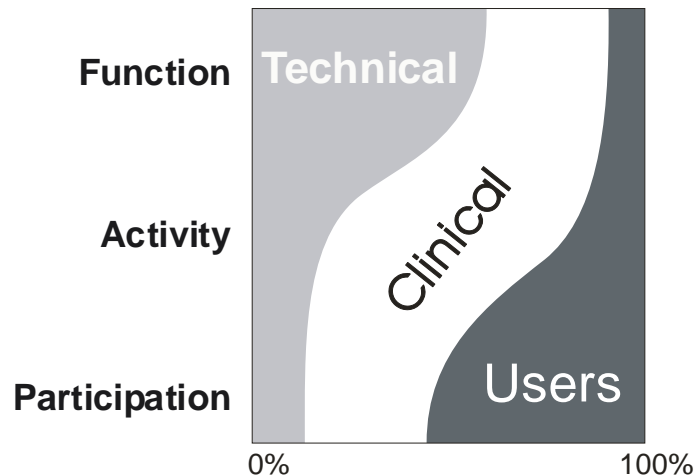 Function
Technical
Activity
Clinical
Participation
Users
0%
100%